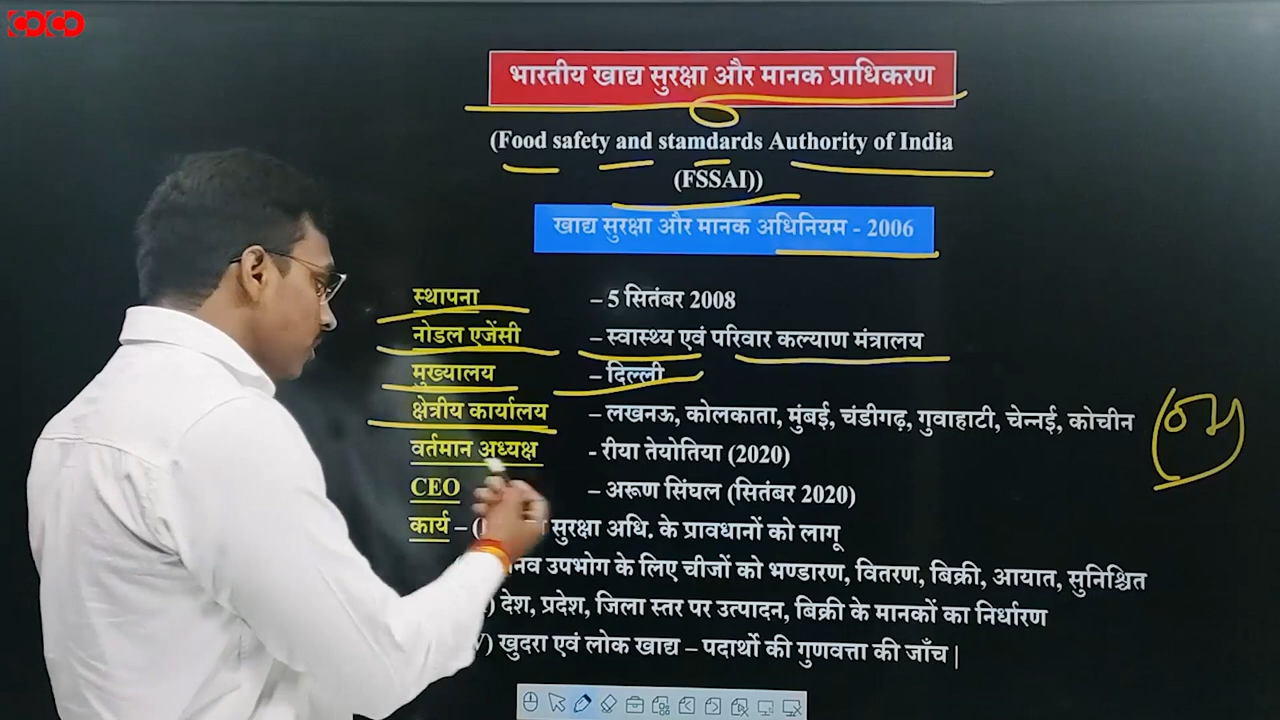 COCO
भारतीय खाद्य सुरक्षा और मानक प्राधिकरण
(Food safety and stamdards Authority of India
(FSSAI))
खाद्य सुरक्षा और मानक अधिनियम - 2006
स्थापना – 5 सितंबर 2008
नोडल एजेंसी – स्वास्थ्य एवं परिवार कल्याण मंत्रालय
मुख्यालय – दिल्ली
क्षेत्रीय कार्यालय – लखनऊ, कोलकाता, मुंबई, चंडीगढ़, गुवाहाटी, चेन्नई, कोचीन
वर्तमान अध्यक्ष - रीया तेयोतिया (2020)
CEO – अरूण सिंघल (सितंबर 2020)
कार्य – ( सुरक्षा अधि. के प्रावधानों को लागू
उपभोग के लिए चीजों को भण्डारण, वितरण, बिक्री, आयात, सुनिश्चित
) देश, प्रदेश, जिला स्तर पर उत्पादन, बिक्री के मानकों का निर्धारण
) खुदरा एवं लोक खाद्य – पदार्थो की गुणवत्ता की जाँच |